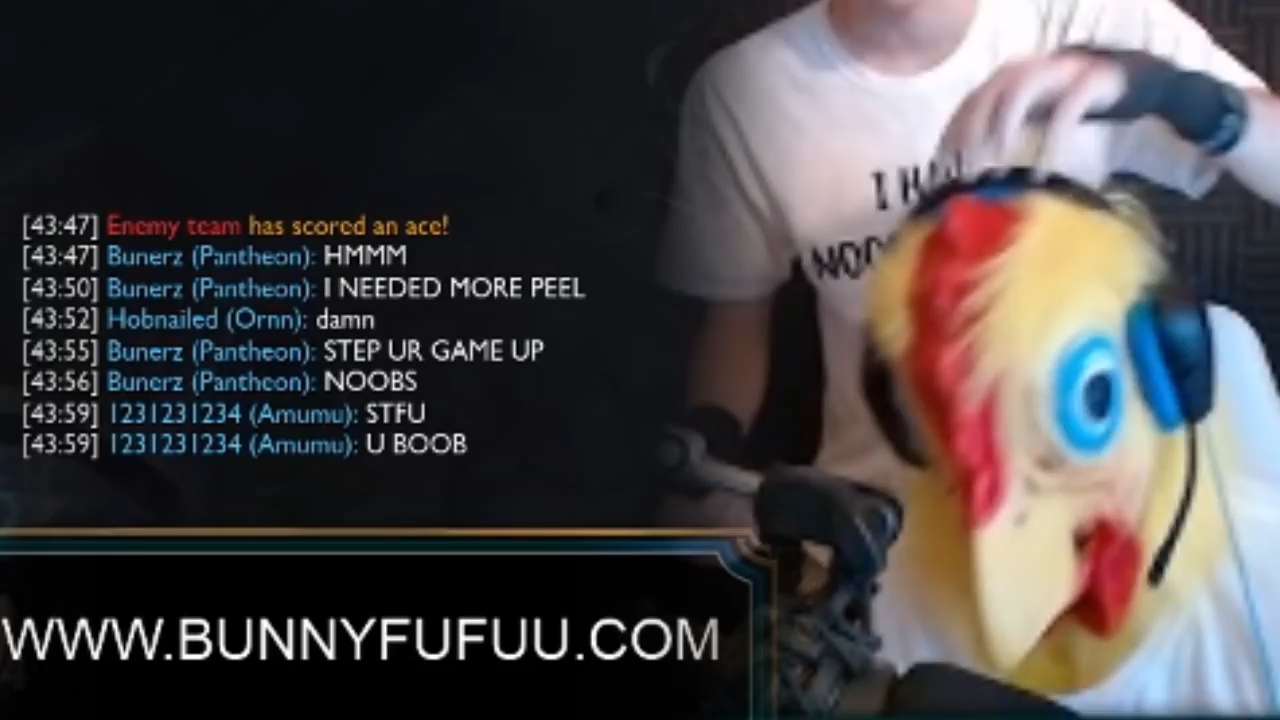 [43:47] Enemy team has scored an ace!
[43:47] Bunerz (Pantheon): HMMM
[43:50] Bunerz (Pantheon): I NEEDED MORE PEEL
[43:52] Hobnailed (Ornn): damn
[43:55] Bunerz (Pantheon): STEP UR GAME UP
[43:56] Bunerz (Pantheon): NOOBS
[43:59] 1231231234 (Amumu): STFU
[43:59] 1231231234 (Amumu): U BOOB
WWW.BUNNYFUFUU.COM
I